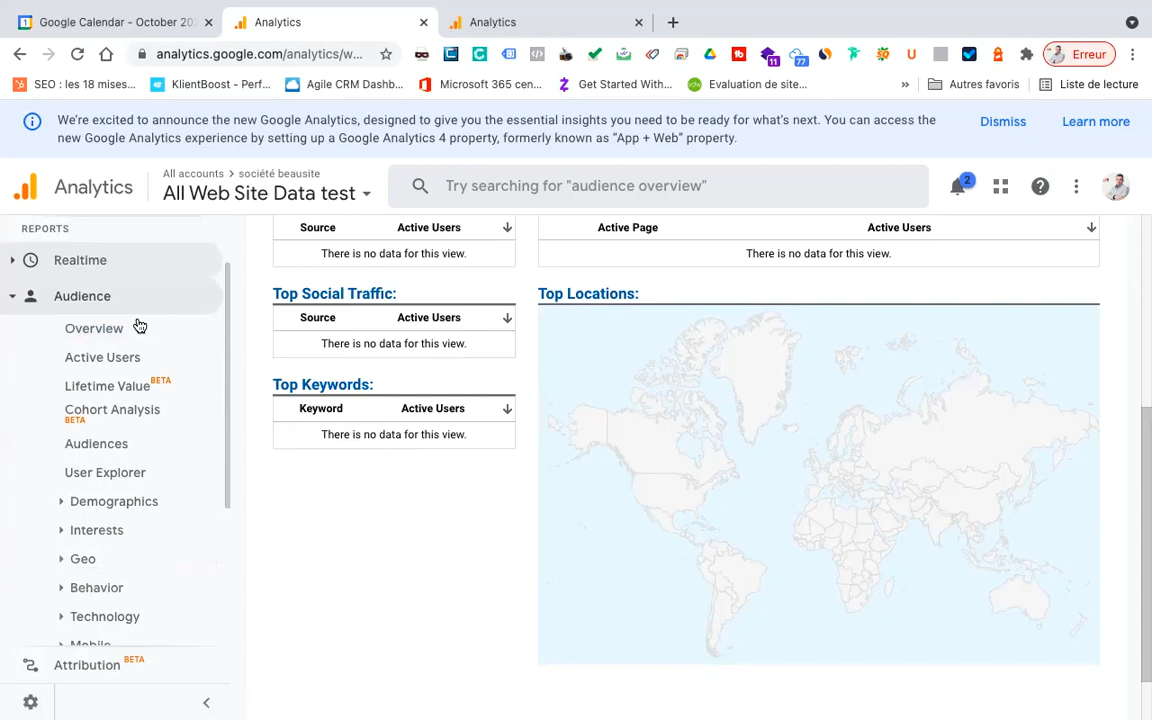 Google Calendar - October 202
Analytics
Analytics
analytics.google.com/analytics/w...
11
77
Erreur
SEO : les 18 mises...
KlientBoost - Perf...
Agile CRM Dashb...
Microsoft 365 cen...
Get Started With...
Evaluation de site...
»
Autres favoris
Liste de lecture
We're excited to announce the new Google Analytics, designed to give you the essential insights you need to be ready for what's next. You can access the
new Google Analytics experience by setting up a Google Analytics 4 property, formerly known as "App + Web" property.
Dismiss
Learn more
Analytics
All accounts > société beausite
All Web Site Data test
Try searching for "audience overview"
2
REPORTS
Realtime
Audience
Overview
Active Users
Lifetime Value BETA
Cohort Analysis
BETA
Audiences
User Explorer
Demographics
Interests
Geo
Behavior
Technology
Mobile
Attribution BETA
Source Active Users
There is no data for this view.
Active Page Active Users
There is no data for this view.
Top Social Traffic:
Source Active Users
There is no data for this view.
Top Keywords:
Keyword Active Users
There is no data for this view.
Top Locations: